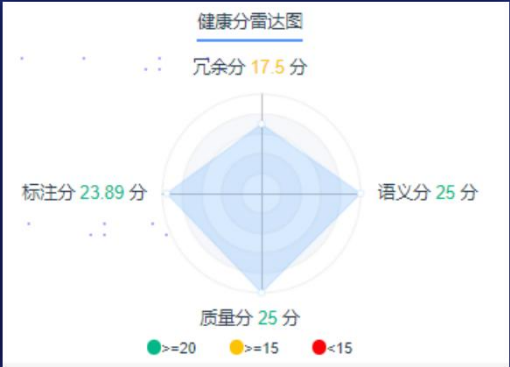 健康分雷达图
冗余分 17.5 分
标注分 23.89 分
语义分 25 分
质量分 25 分
>=20 >=15 <15